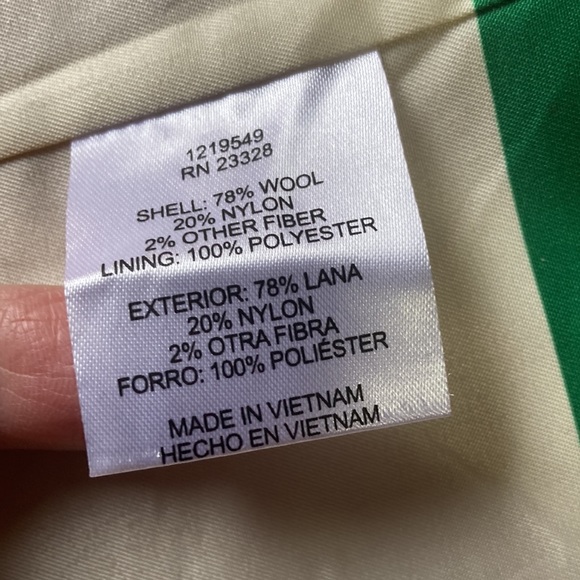 1219549
RN 23328
SHELL: 78% WOOL
20% NYLON
2% OTHER FIBER
LINING: 100% POLYESTER
EXTERIOR: 78% LANA
20% NYLON
2% OTRA FIBRA
FORRO: 100% POLIÉSTER
MADE IN VIETNAM
HECHO EN VIETNAM